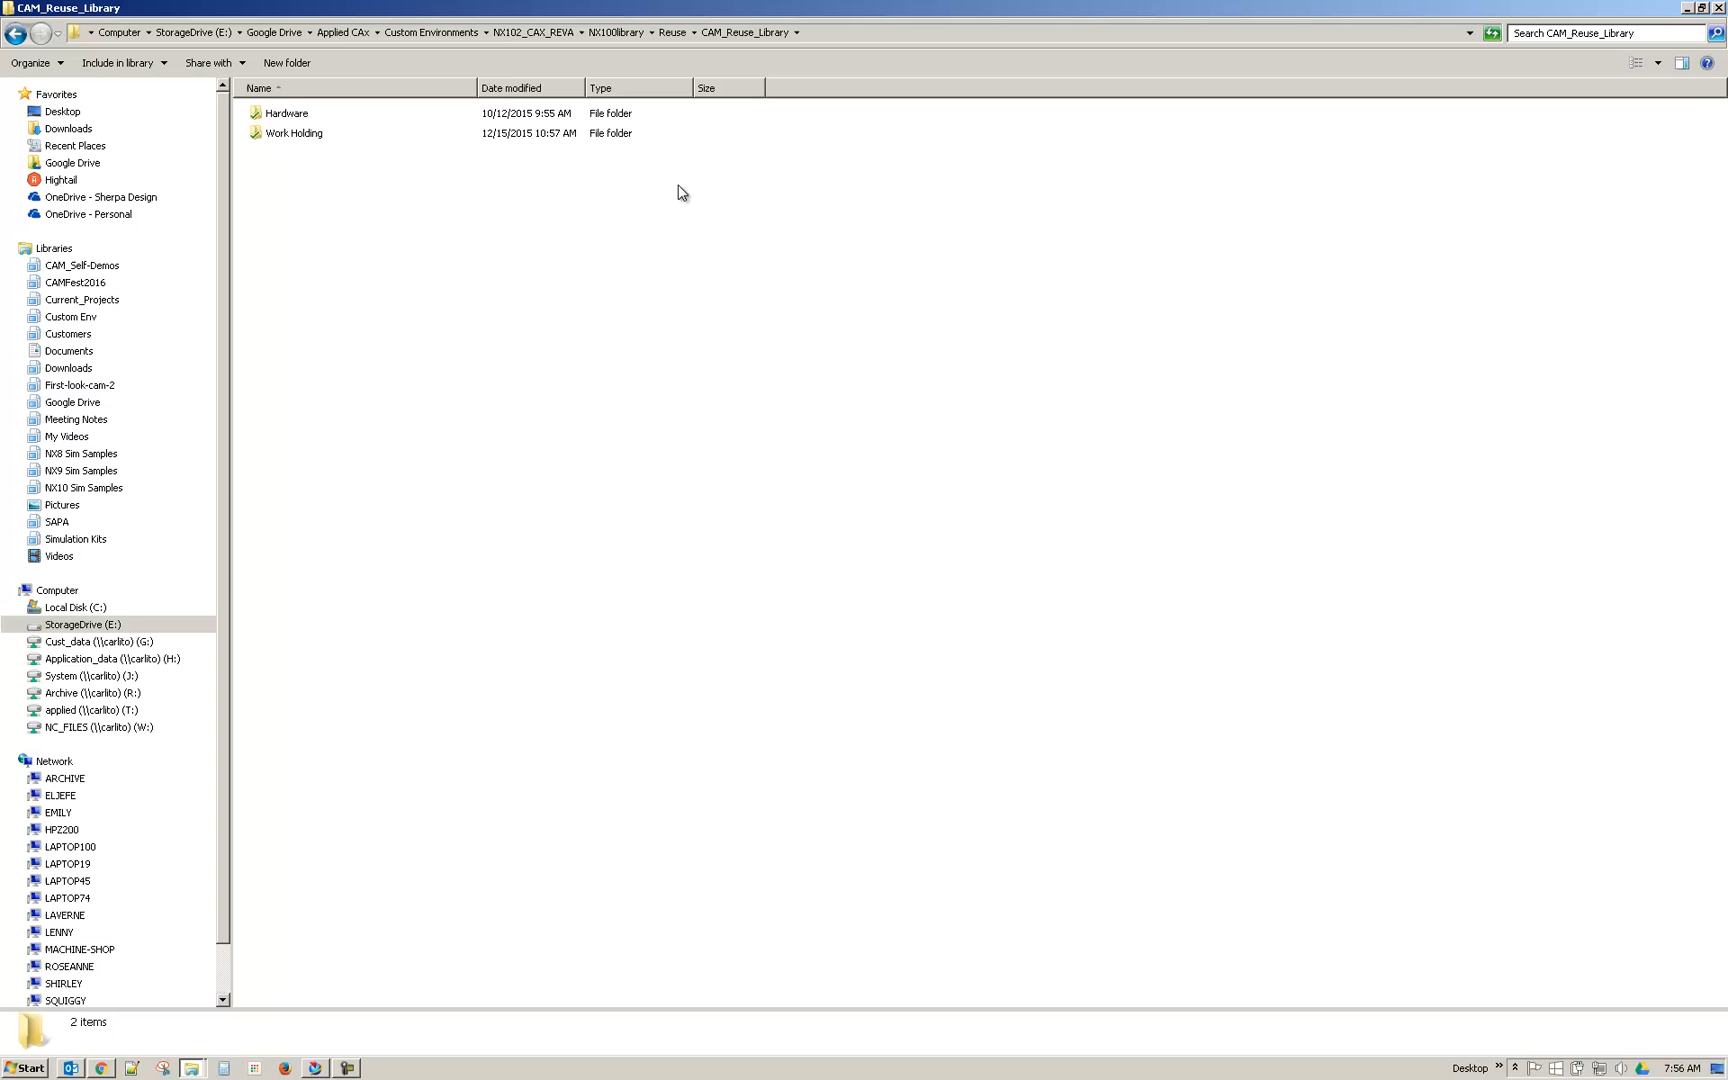 CAM_Reuse_Library
Computer StorageDrive (E:) Google Drive Applied CAx Custom Environments NX102_CAX_REVA NX100library Reuse CAM_Reuse_Library
Search CAM_Reuse_Library
Organize Include in library Share with New folder
Name Date modified Type Size
Hardware 10/12/2015 9:55 AM File folder
Work Holding 12/15/2015 10:57 AM File folder
Favorites
Desktop
Downloads
Recent Places
Google Drive
Hightail
OneDrive - Sherpa Design
OneDrive - Personal
Libraries
CAM_Self-Demos
CAMFest2016
Current_Projects
Custom Env
Customers
Documents
Downloads
First-look-cam-2
Google Drive
Meeting Notes
My Videos
NX8 Sim Samples
NX9 Sim Samples
NX10 Sim Samples
Pictures
SAPA
Simulation Kits
Videos
Computer
Local Disk (C:)
StorageDrive (E:)
Cust_data (\\carlito) (G:)
Application_data (\\carlito) (H:)
System (\\carlito) (J:)
Archive (\\carlito) (R:)
applied (\\carlito) (T:)
NC_FILES (\\carlito) (W:)
Network
ARCHIVE
ELJEFE
EMILY
HPZ200
LAPTOP100
LAPTOP19
LAPTOP45
LAPTOP74
LAVERNE
LENNY
MACHINE-SHOP
ROSEANNE
SHIRLEY
SQUIGGY
2 items
Start Desktop 7:56 AM